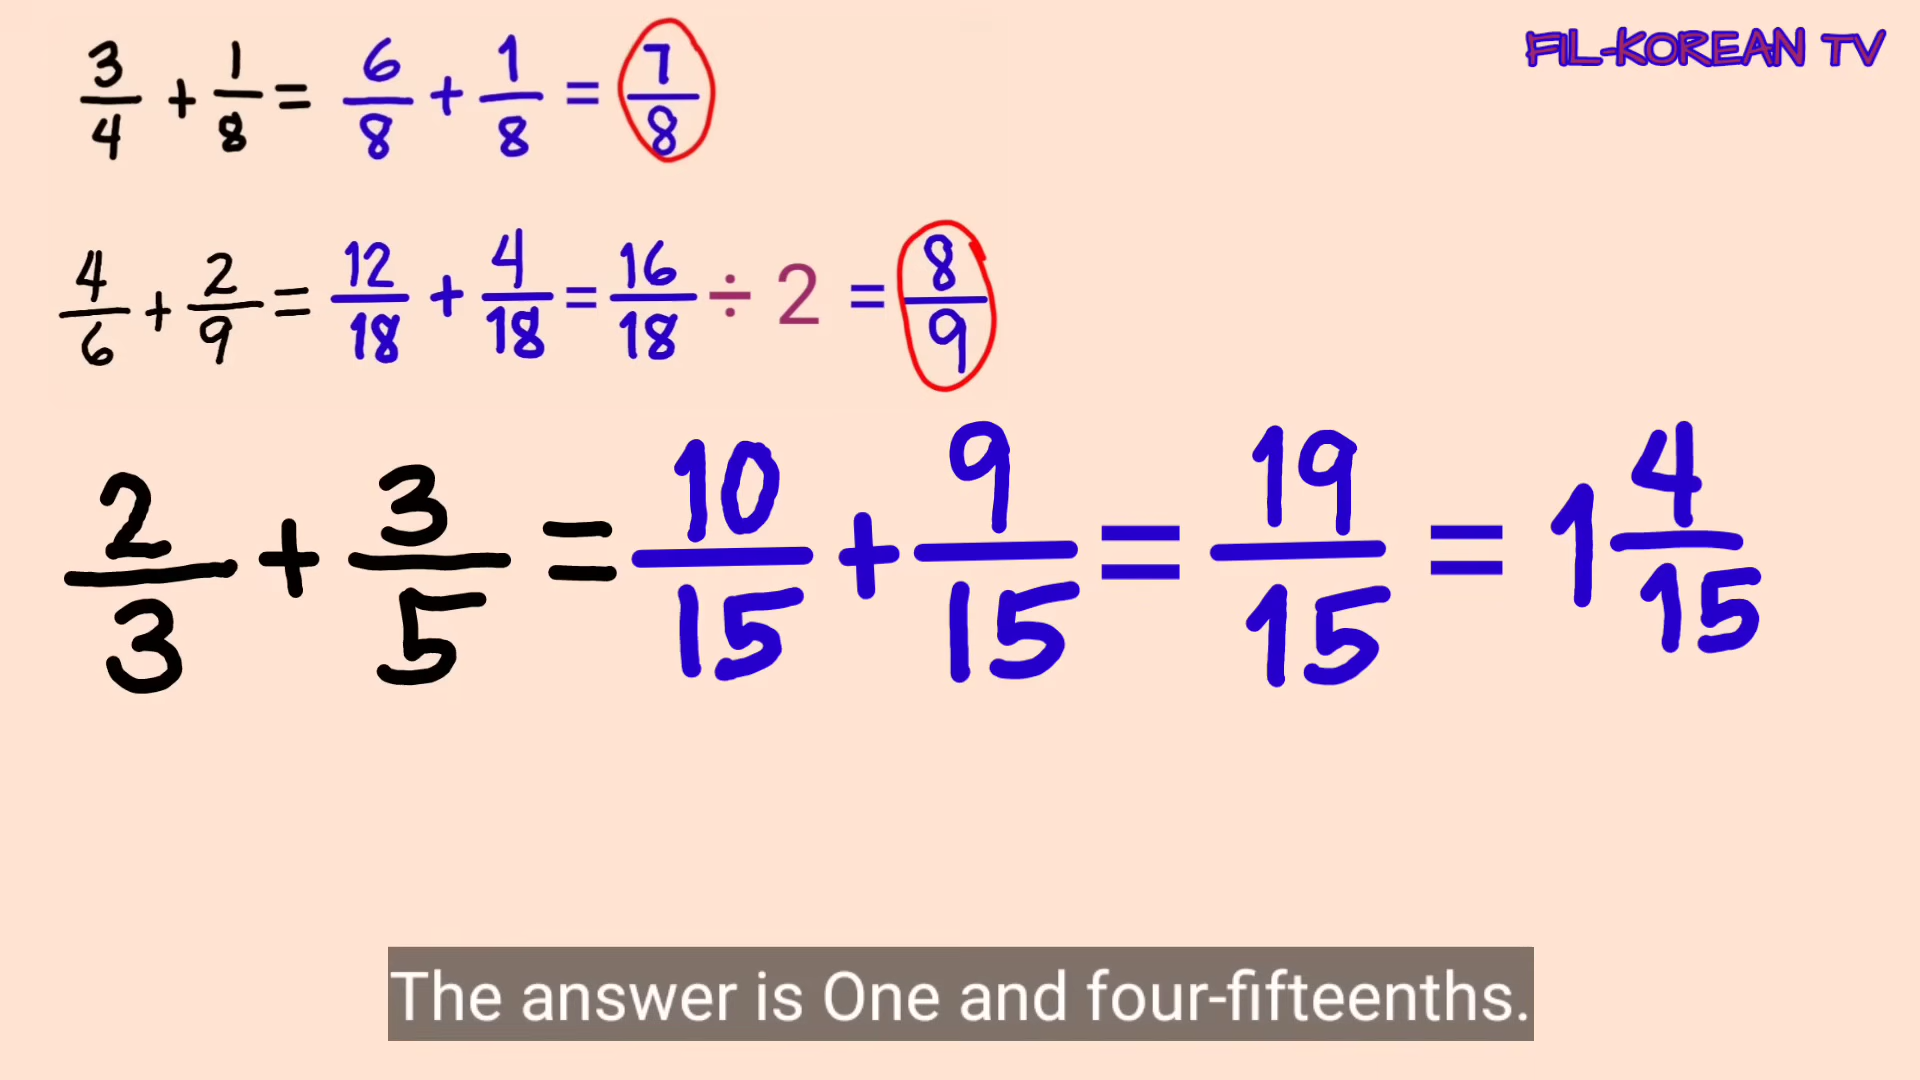 FIL-KOREAN TV
3/4 + 1/8 = 6/8 + 1/8 = 7/8
4/6 + 2/9 = 12/18 + 4/18 = 16/18 ÷ 2 = 8/9
2/3 + 3/5 = 10/15 + 9/15 = 19/15 = 1 4/15
The answer is One and four-fifteenths.